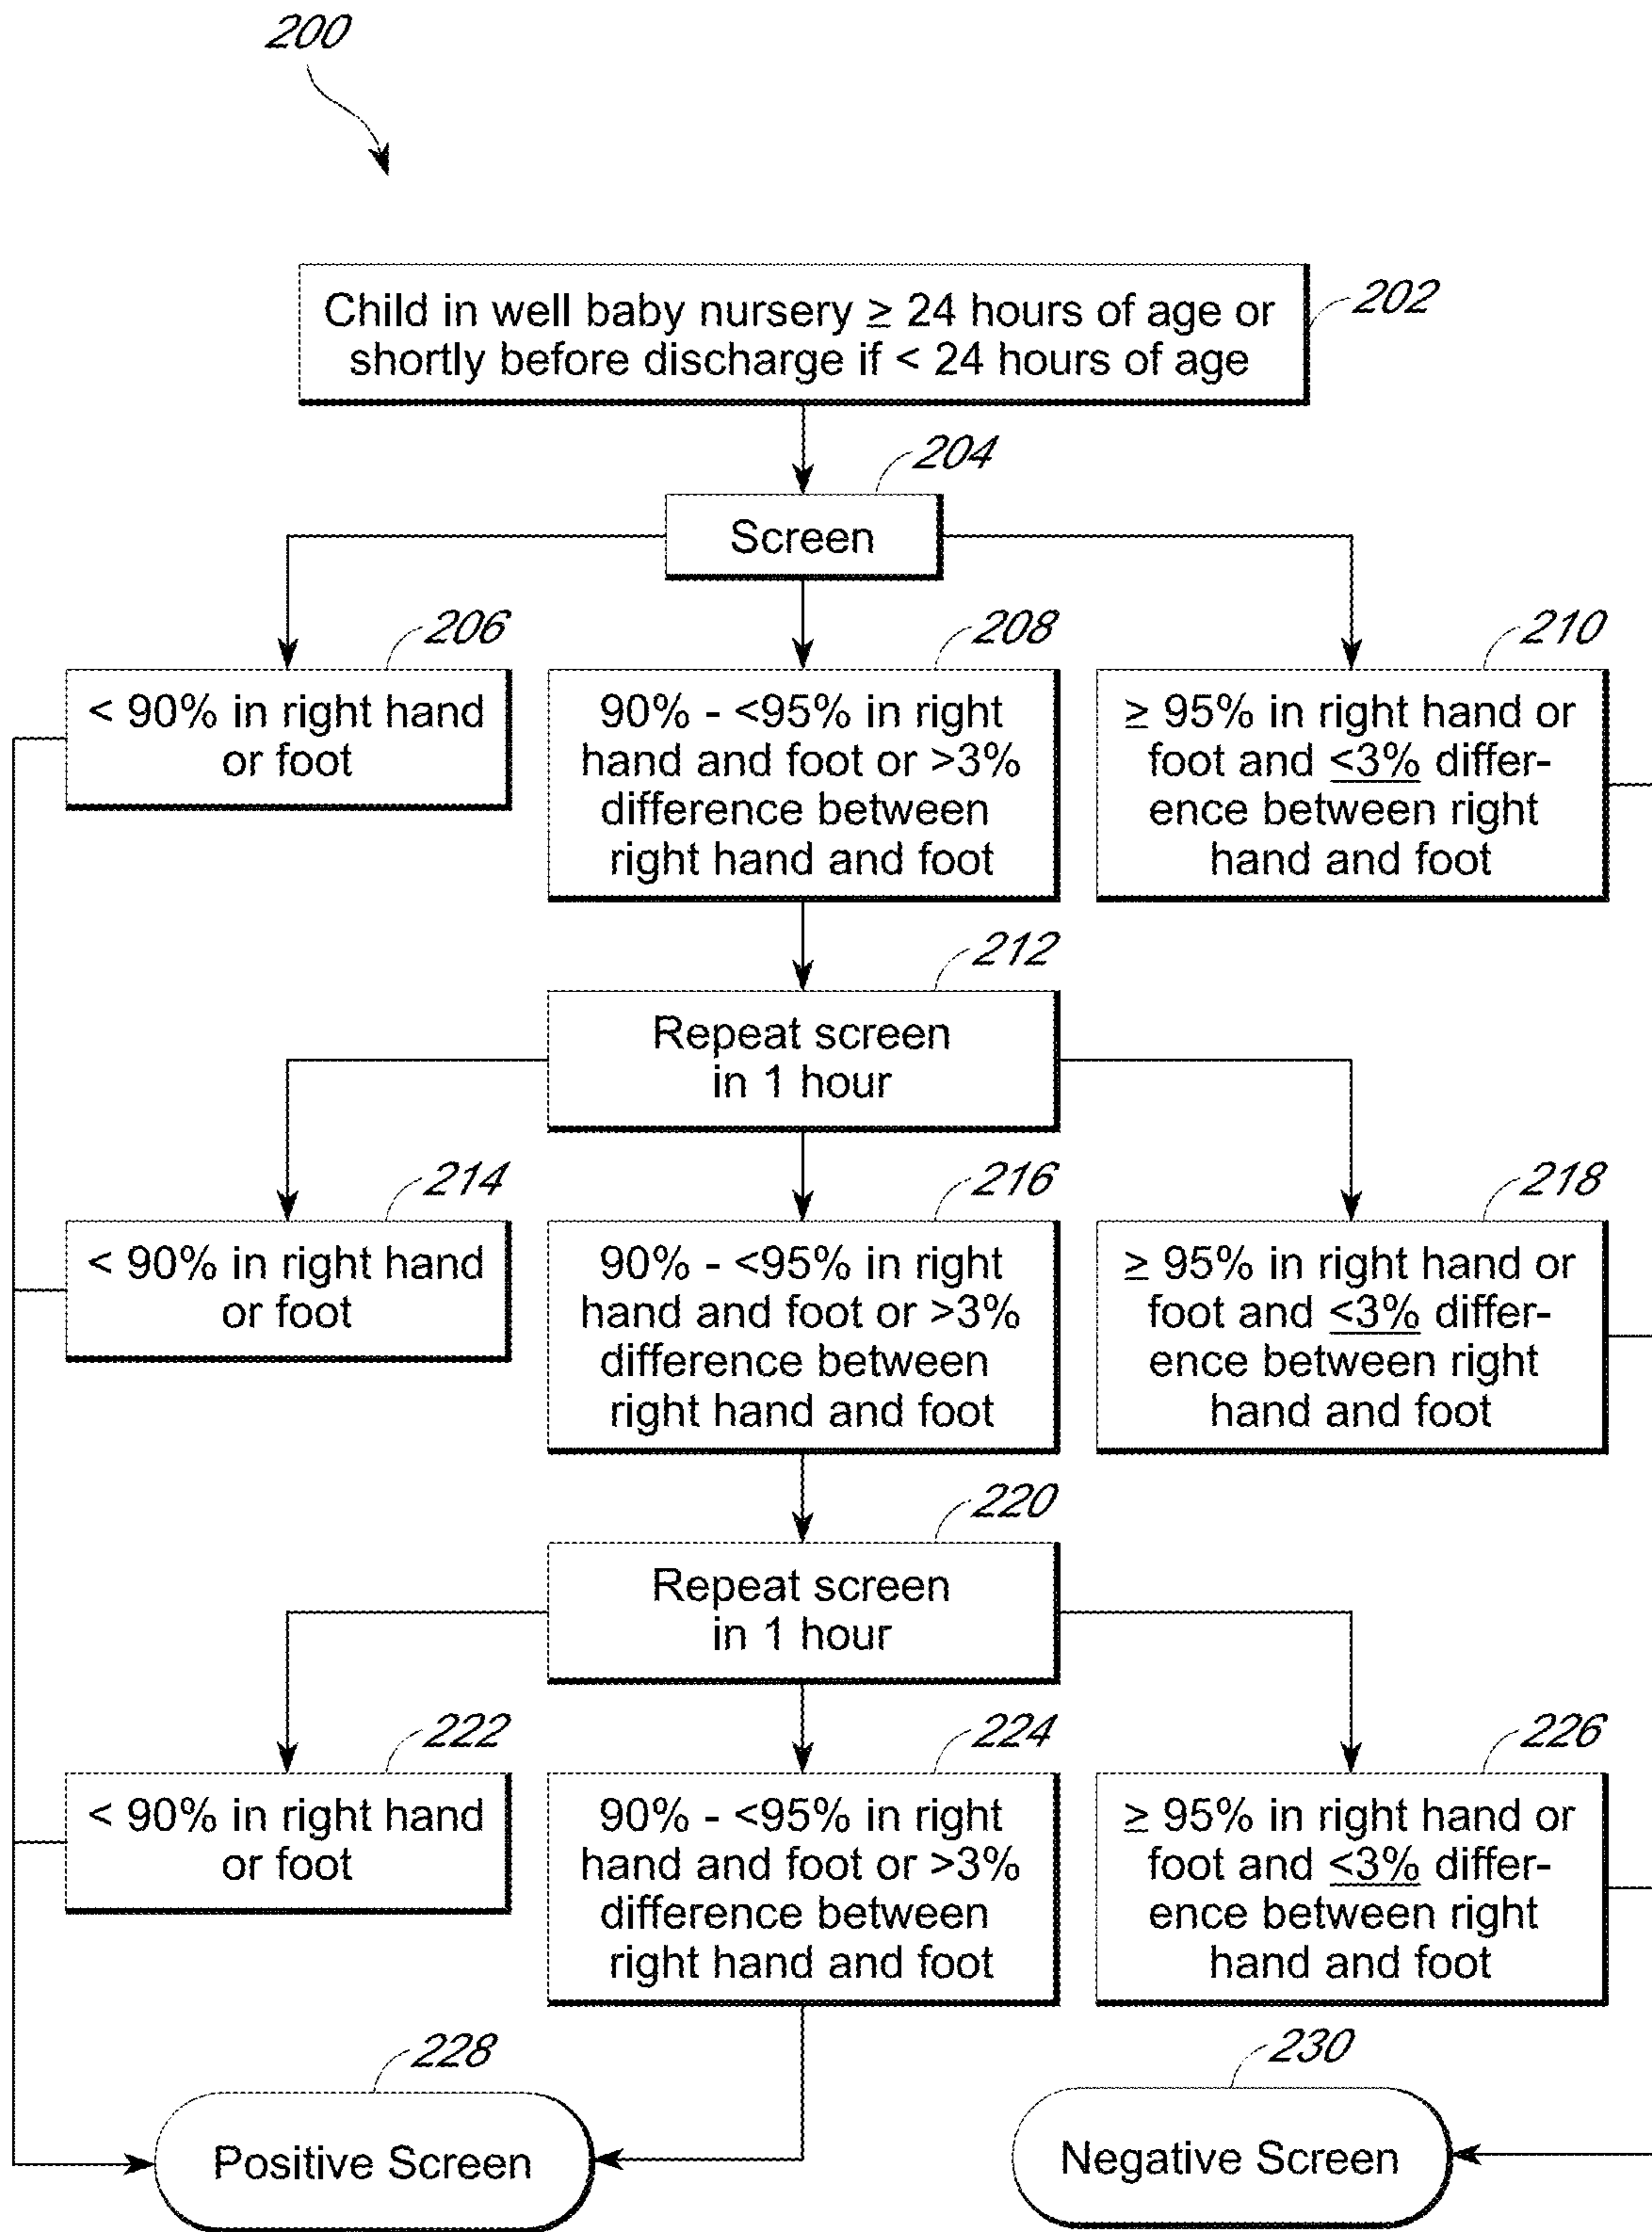 200
Child in well baby nursery ≥ 24 hours of age or
shortly before discharge if < 24 hours of age
202
204
Screen
206
< 90% in right hand
or foot
208
90% - <95% in right
hand and foot or >3%
difference between
right hand and foot
210
≥ 95% in right hand or
foot and <3% differ-
ence between right
hand and foot
212
Repeat screen
in 1 hour
214
< 90% in right hand
or foot
216
90% - <95% in right
hand and foot or >3%
difference between
right hand and foot
218
≥ 95% in right hand or
foot and <3% differ-
ence between right
hand and foot
220
Repeat screen
in 1 hour
222
< 90% in right hand
or foot
224
90% - <95% in right
hand and foot or >3%
difference between
right hand and foot
226
≥ 95% in right hand or
foot and <3% differ-
ence between right
hand and foot
228
Positive Screen
230
Negative Screen